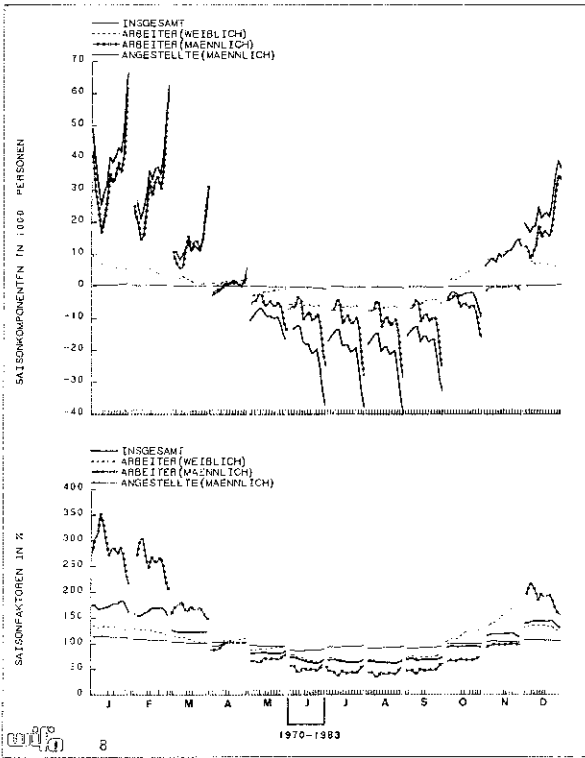 INSGESAMT
ARBEITER(WEIBLICH)
ARBEITER(MAENNLICH)
ANGESTELLTE(MAENNLICH)
SAISONKOMPONENTEN IN 1000 PERSONEN
70
60
50
40
30
20
10
0
-10
-20
-30
-40
INSGESAMT
ARBEITER(WEIBLICH)
ARBEITER(MAENNLICH)
ANGESTELLTE(MAENNLICH)
SAISONFAKTOREN IN %
400
350
300
250
200
150
100
50
0
J F M A M J J A S O N D
1970-1983
8